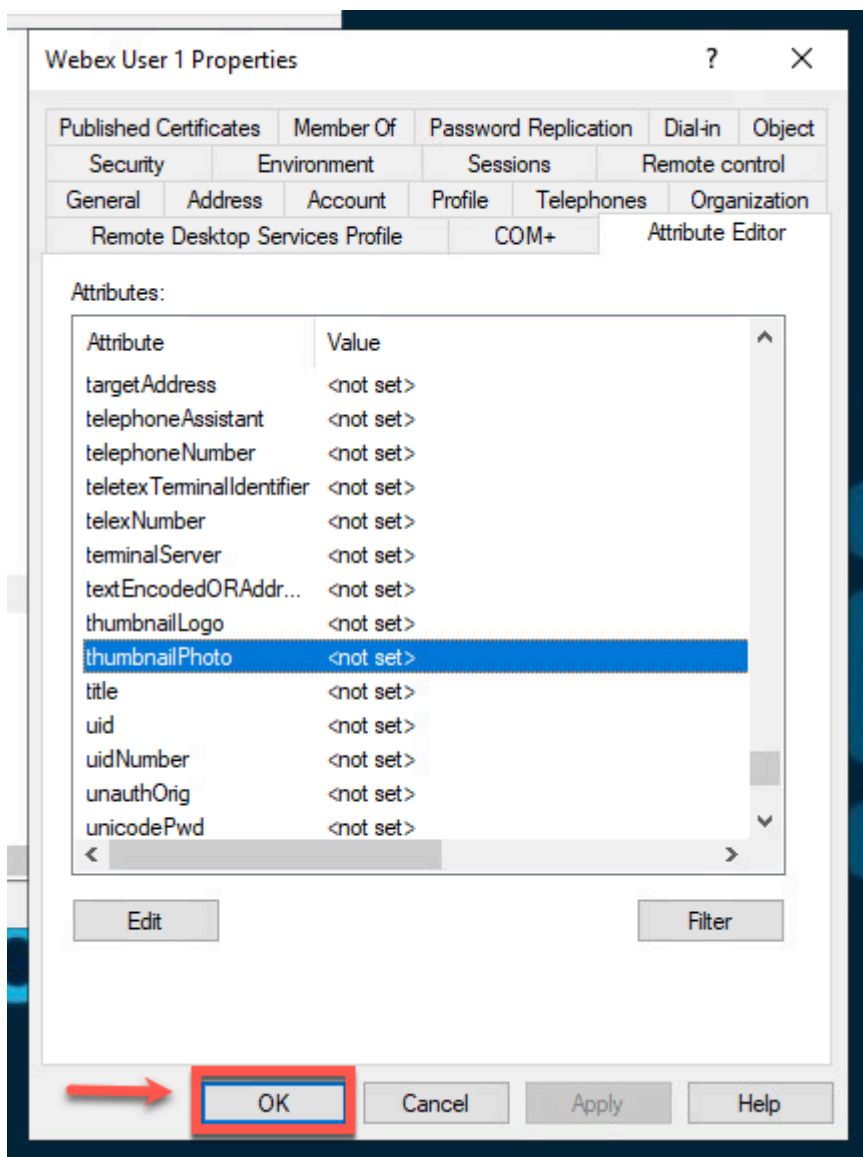 Webex User 1 Properties ? ×
Published Certificates Member Of Password Replication Dial-in Object
Security Environment Sessions Remote control
General Address Account Profile Telephones Organization
Remote Desktop Services Profile COM+ Attribute Editor
Attributes:
Attribute Value
targetAddress <not set>
telephoneAssistant <not set>
telephoneNumber <not set>
teletexTerminalIdentifier <not set>
telexNumber <not set>
terminalServer <not set>
textEncodedORAddr... <not set>
thumbnailLogo <not set>
thumbnailPhoto <not set>
title <not set>
uid <not set>
uidNumber <not set>
unauthOrig <not set>
unicodePwd <not set>
Edit Filter
OK Cancel Apply Help